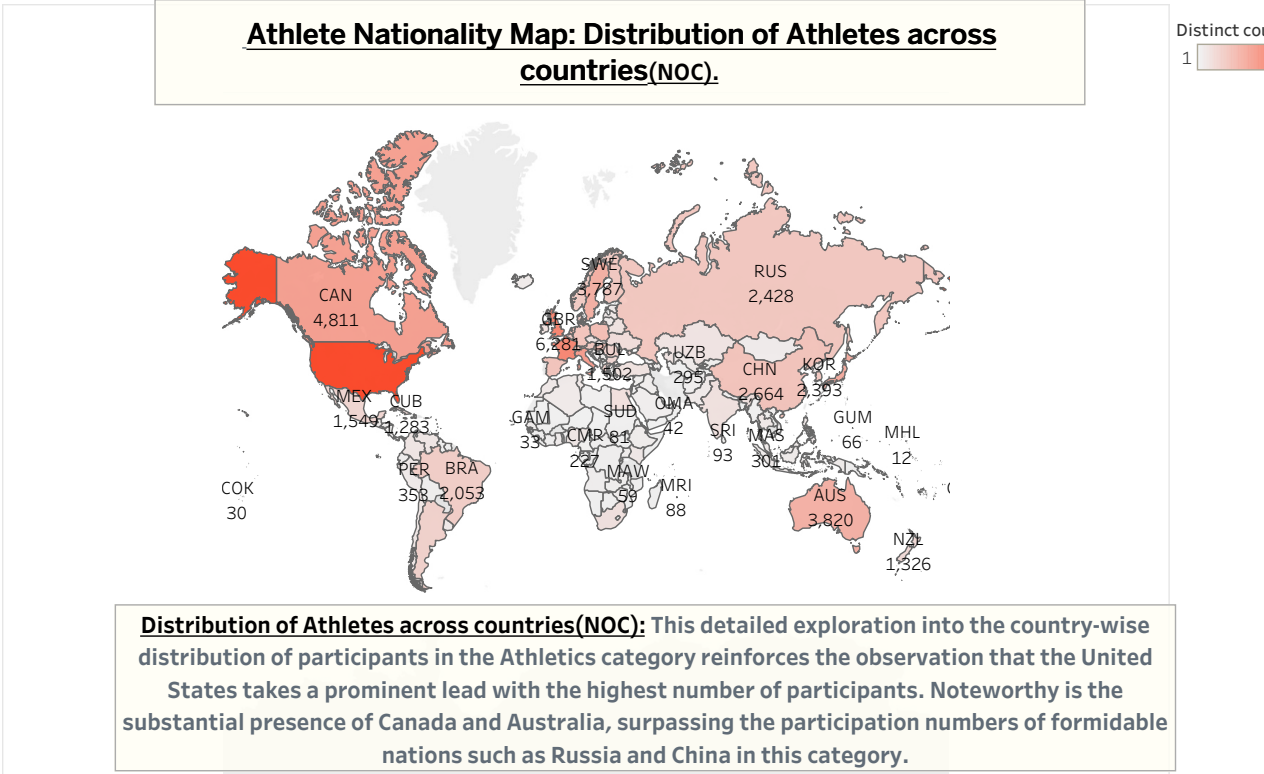 Athlete Nationality Map: Distribution of Athletes across
countries(NOC).
Distinct cou
1
SWE
3,787
RUS
2,428
CAN
4,811
GBR
6,281
BUL
1,502
UZB
295
CHN
2,664
KOR
2,393
MEX
1,549
CUB
1,283
GAM
33
SUD
81
OMA
42
CMR
227
SRI
93
MAS
301
GUM
66
MHL
12
PER
353
BRA
2,053
MAW
59
MRI
88
COK
30
AUS
3,820
NZL
1,326
Distribution of Athletes across countries(NOC): This detailed exploration into the country-wise
distribution of participants in the Athletics category reinforces the observation that the United
States takes a prominent lead with the highest number of participants. Noteworthy is the
substantial presence of Canada and Australia, surpassing the participation numbers of formidable
nations such as Russia and China in this category.